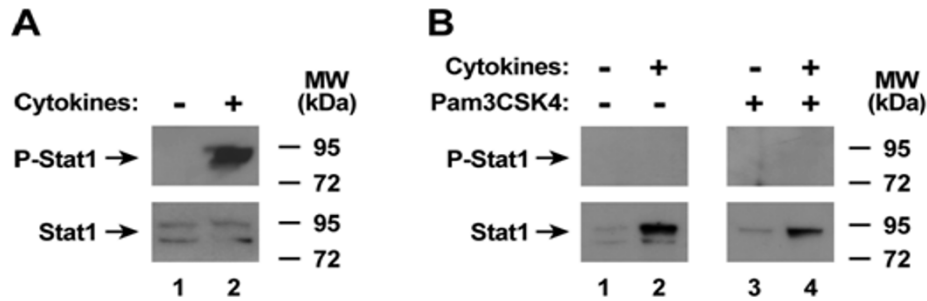 A
Cytokines: - +
MW
(kDa)
P-Stat1 → — 95
— 72
Stat1 → — 95
— 72
1 2
B
Cytokines: - + - +
Pam3CSK4: - - + +
MW
(kDa)
P-Stat1 → — 95
— 72
Stat1 → — 95
— 72
1 2 3 4